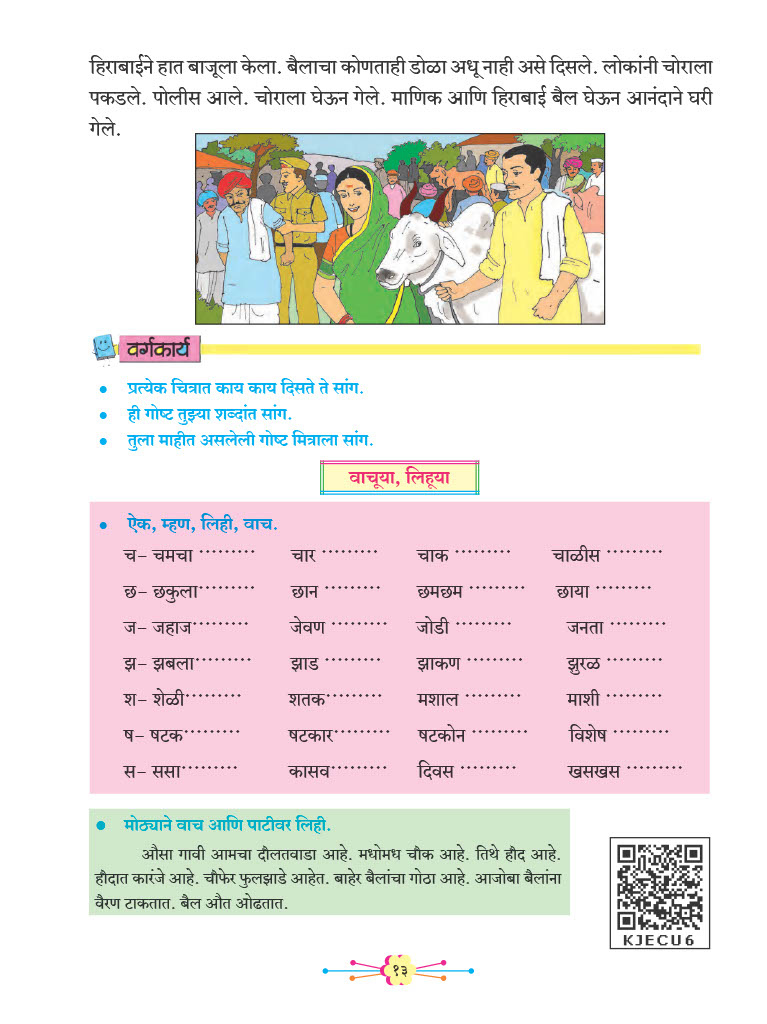 हिराबाईने हात बाजूला केला. बैलाचा कोणताही डोळा अधू नाही असे दिसले. लोकांनी चोराला
पकडले. पोलीस आले. चोराला घेऊन गेले. माणिक आणि हिराबाई बैल घेऊन आनंदाने घरी
गेले.
वर्गकार्य
• प्रत्येक चित्रात काय काय दिसते ते सांग.
• ही गोष्ट तुझ्या शब्दांत सांग.
• तुला माहीत असलेली गोष्ट मित्राला सांग.
वाचूया, लिहूया
• ऐक, म्हण, लिही, वाच.
च– चमचा ········· चार ········· चाक ········· चाळीस ·········
छ– छकुला········· छान ········· छमछम ········· छाया ·········
ज– जहाज········· जेवण ········· जोडी ········· जनता ·········
झ– झबला········· झाड ········· झाकण ········· झुरळ ·········
श– शेळी········· शतक········· मशाल ········· माशी ·········
ष– षटक········· षटकार········· षटकोन ········· विशेष ·········
स– ससा········· कासव········· दिवस ········· खसखस ·········
• मोठ्याने वाच आणि पाटीवर लिही.
औसा गावी आमचा दौलतवाडा आहे. मधोमध चौक आहे. तिथे हौद आहे.
हौदात कारंजे आहे. चौफेर फुलझाडे आहेत. बाहेर बैलांचा गोठा आहे. आजोबा बैलांना
वैरण टाकतात. बैल औत ओढतात.
KJECU6
१३